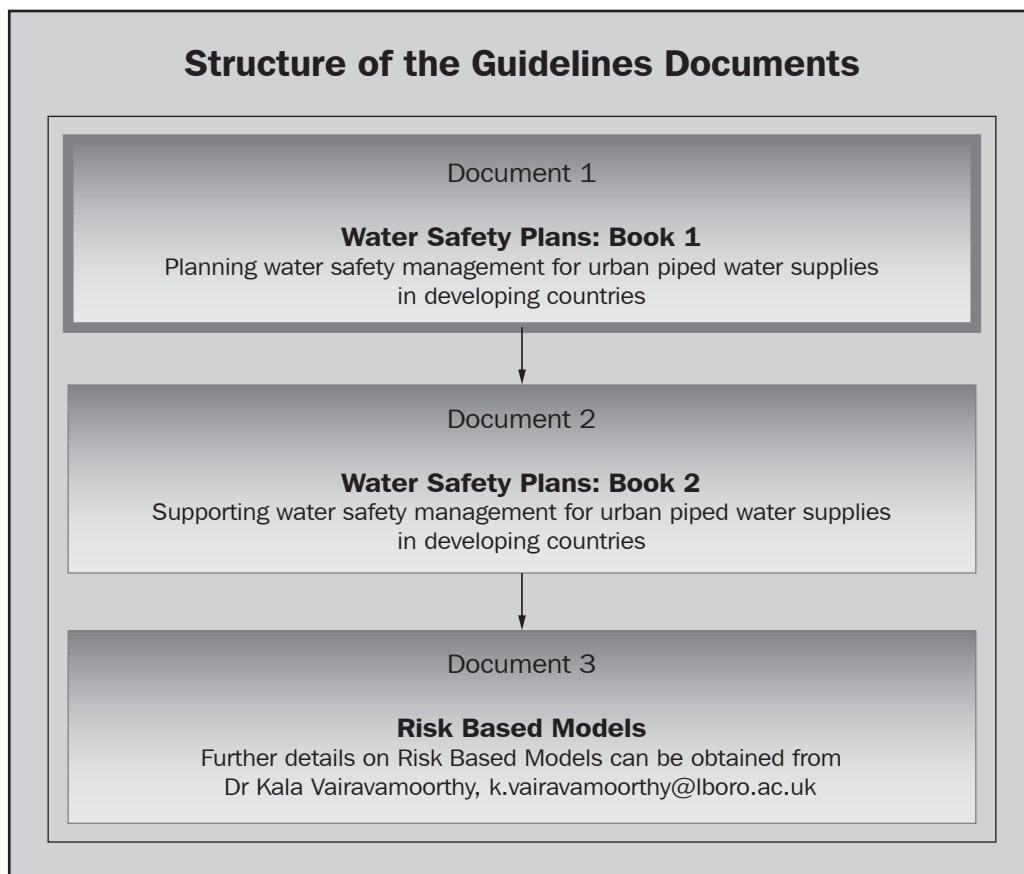 Structure of the Guidelines Documents
Document 1
Water Safety Plans: Book 1
Planning water safety management for urban piped water supplies
in developing countries
Document 2
Water Safety Plans: Book 2
Supporting water safety management for urban piped water supplies
in developing countries
Document 3
Risk Based Models
Further details on Risk Based Models can be obtained from
Dr Kala Vairavamoorthy, k.vairavamoorthy@lboro.ac.uk